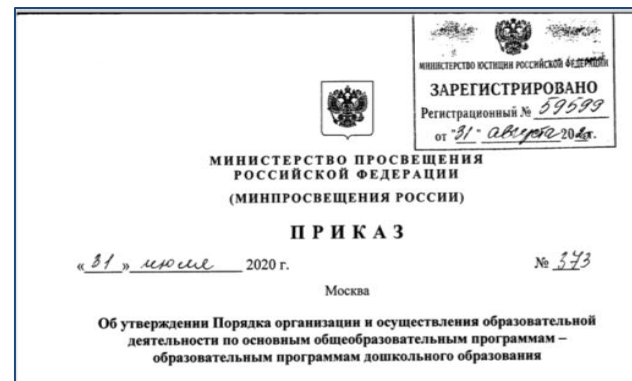 МИНИСТЕРСТВО ЮСТИЦИИ РОССИЙСКОЙ ФЕДЕРАЦИИ
ЗАРЕГИСТРИРОВАНО
Регистрационный № 59599
от "31" августа 2020г.
МИНИСТЕРСТВО ПРОСВЕЩЕНИЯ
РОССИЙСКОЙ ФЕДЕРАЦИИ
(МИНПРОСВЕЩЕНИЯ РОССИИ)
ПРИКАЗ
«31» июля 2020 г.
№ 373
Москва
Об утверждении Порядка организации и осуществления образовательной
деятельности по основным общеобразовательным программам –
образовательным программам дошкольного образования